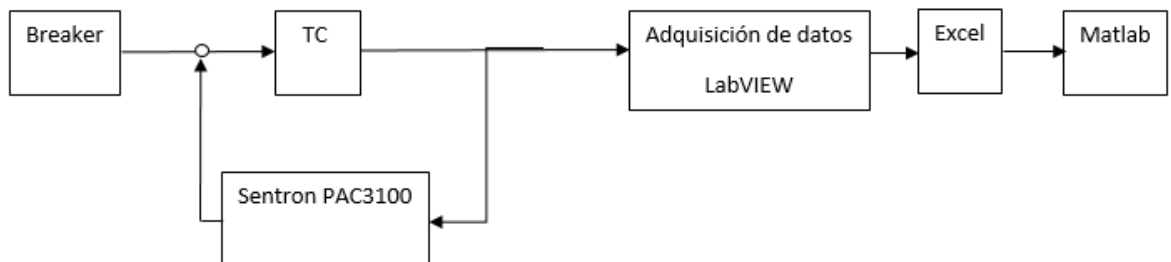 Breaker
TC
Adquisición de datos
LabVIEW
Excel
Matlab
Sentron PAC3100